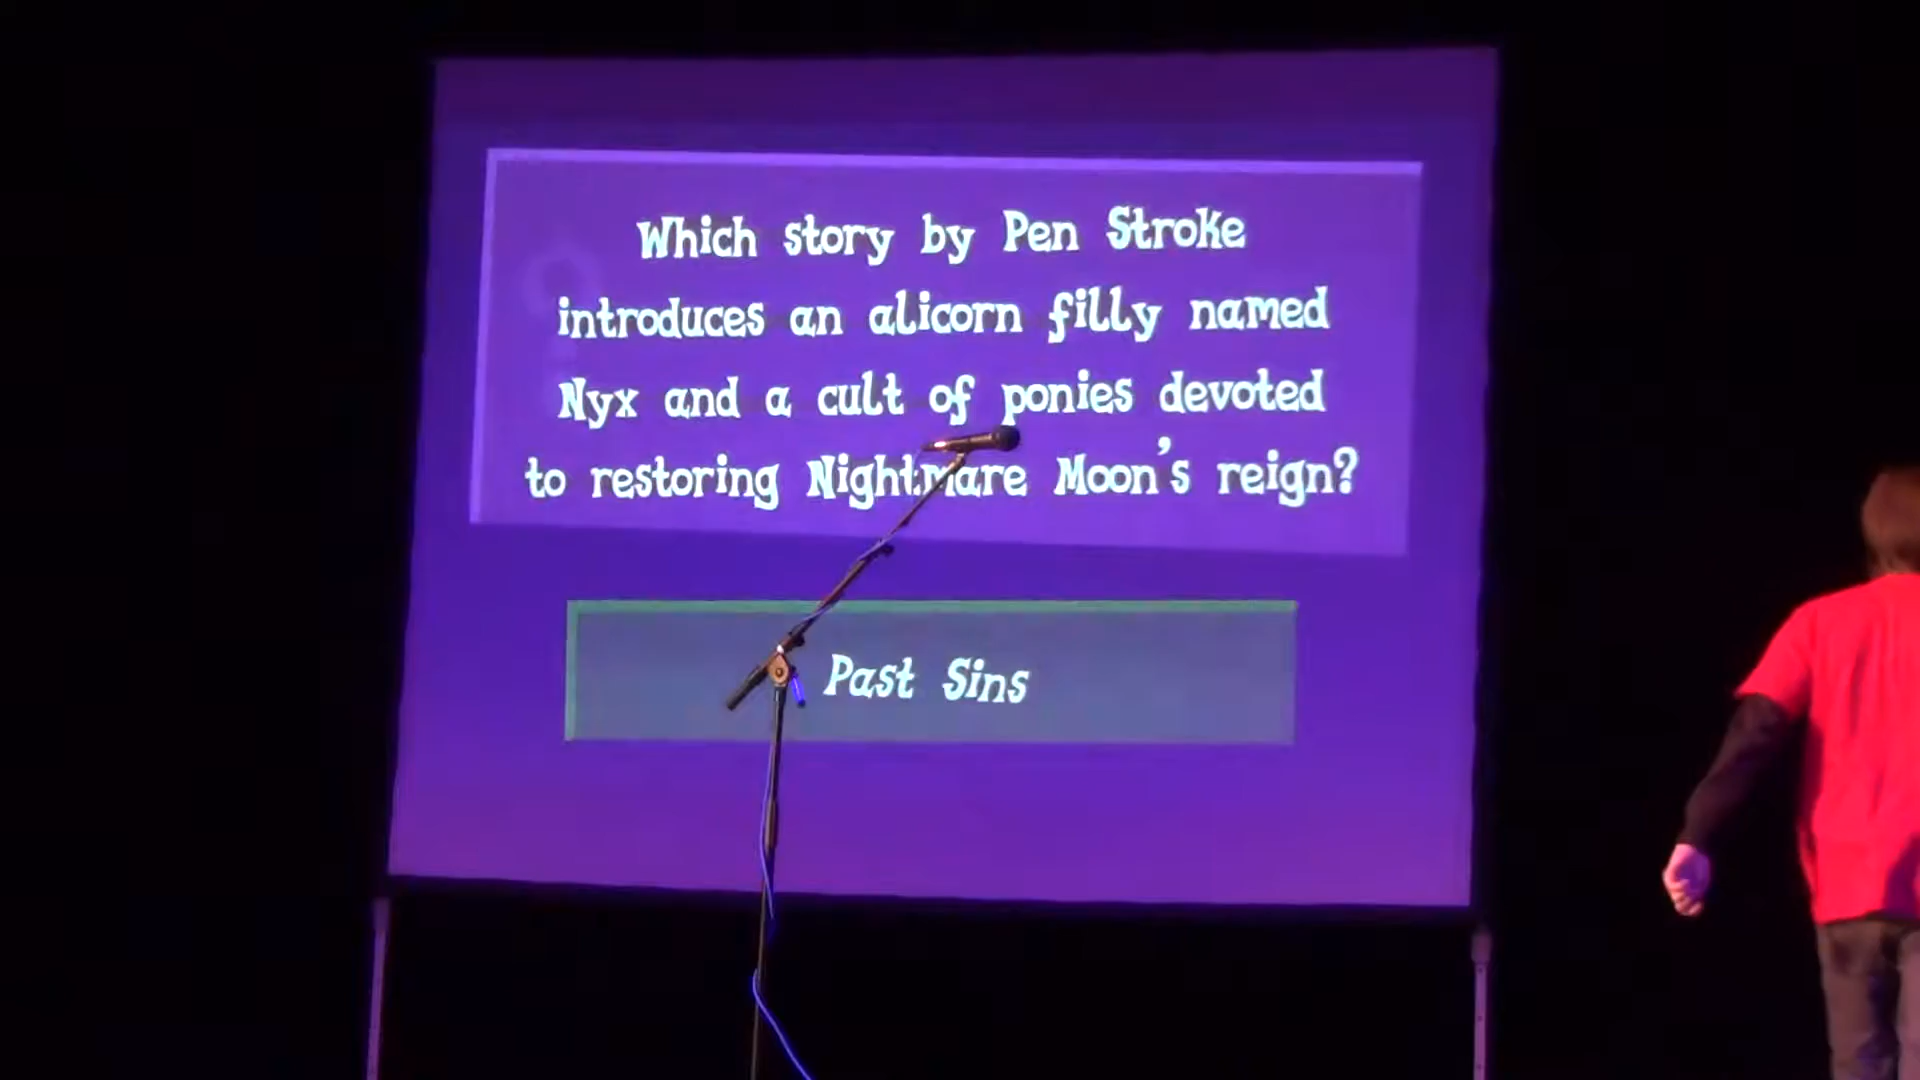 Which story by Pen Stroke
introduces an alicorn filly named
Nyx and a cult of ponies devoted
to restoring Nightmare Moon's reign?
Past Sins